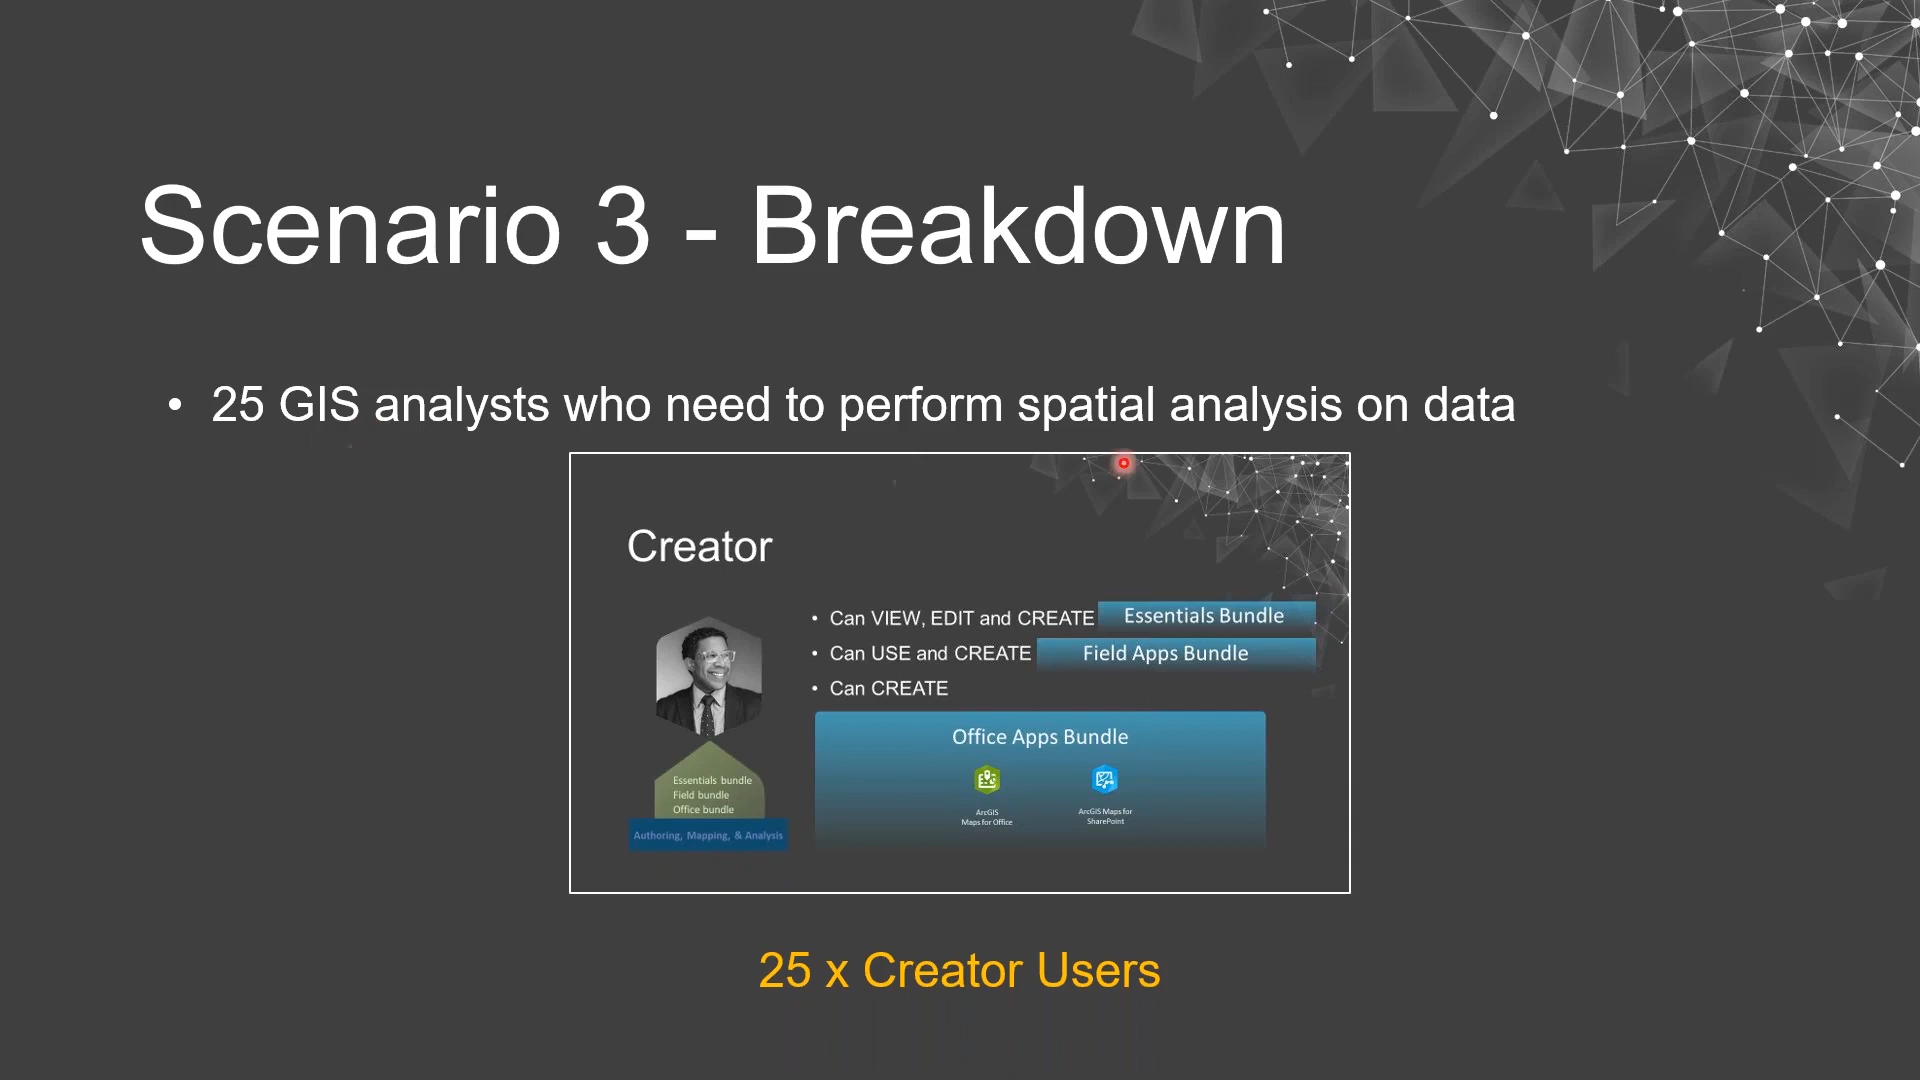 Scenario 3 - Breakdown
• 25 GIS analysts who need to perform spatial analysis on data
Creator
• Can VIEW, EDIT and CREATE Essentials Bundle
• Can USE and CREATE Field Apps Bundle
• Can CREATE
Office Apps Bundle
ArcGIS
Maps for Office
ArcGIS Maps for
SharePoint
Essentials bundle
Field bundle
Office bundle
Authoring, Mapping, & Analysis
25 x Creator Users